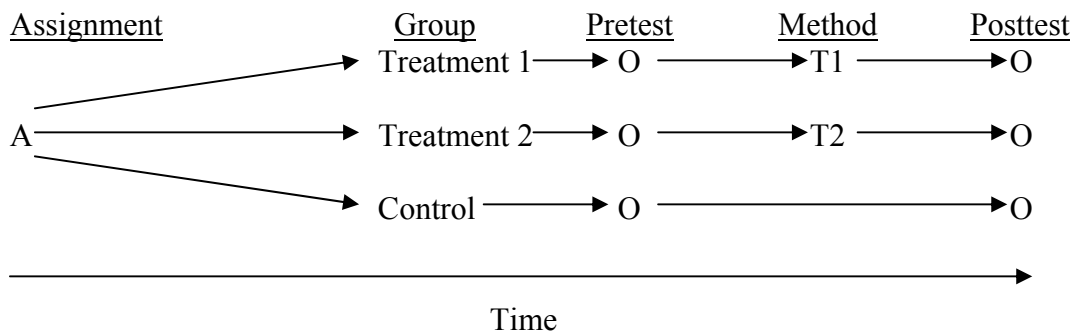 Assignment Group Pretest Method Posttest
Treatment 1 O T1 O
A Treatment 2 O T2 O
Control O O
Time